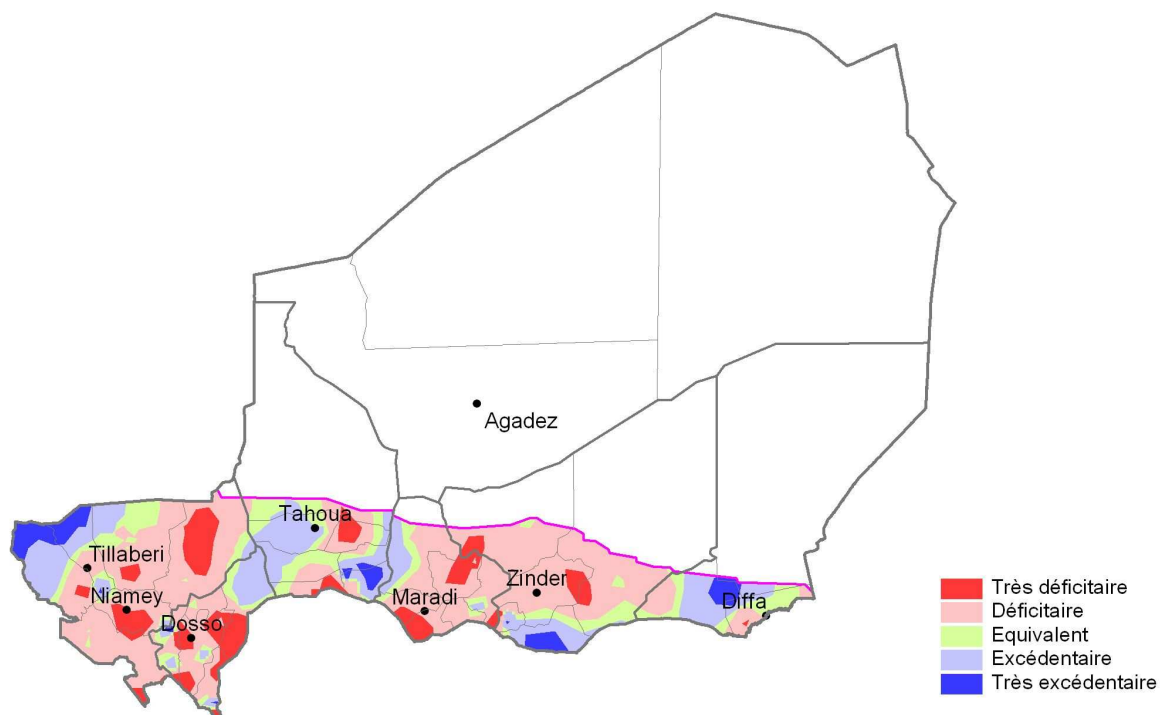 Agadez
Tahoua
Tillaberi
Zinder
Niamey
Maradi
Diffa
Dosso
Très déficitaire
Déficitaire
Equivalent
Excédentaire
Très excédentaire